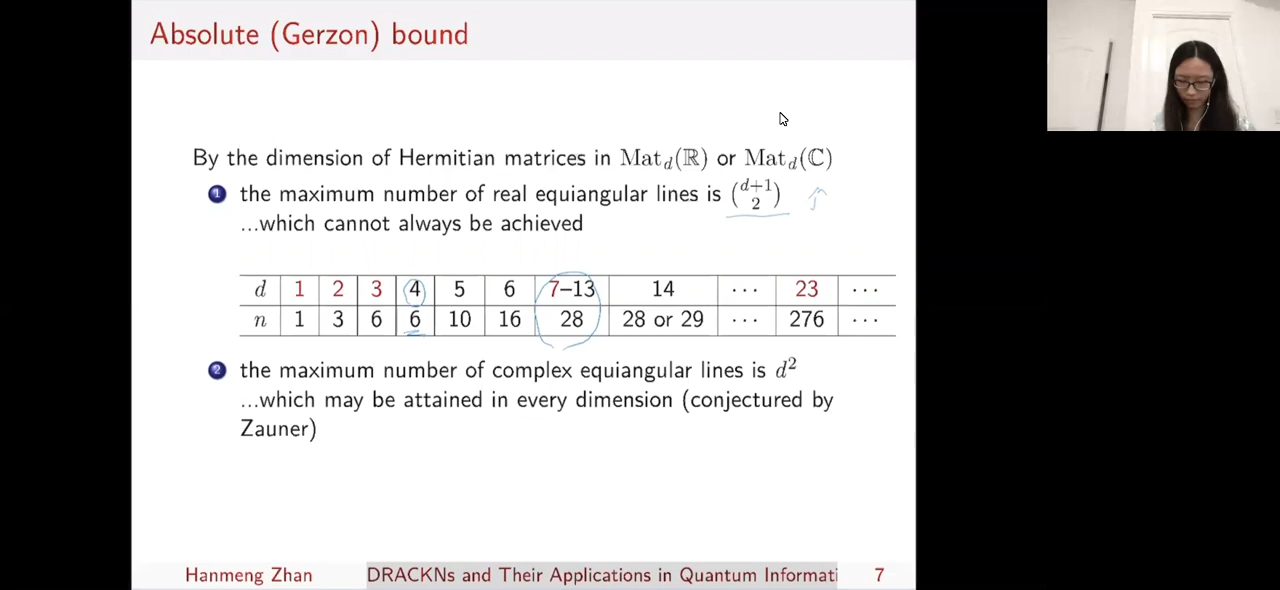 Absolute (Gerzon) bound
By the dimension of Hermitian matrices in Mat_d(ℝ) or Mat_d(ℂ)
1 the maximum number of real equiangular lines is \binom{d+1}{2}
...which cannot always be achieved
d 1 2 3 4 5 6 7–13 14 ··· 23 ···
n 1 3 6 6 10 16 28 28 or 29 ··· 276 ···
2 the maximum number of complex equiangular lines is d²
...which may be attained in every dimension (conjectured by
Zauner)
Hanmeng Zhan DRACKNs and Their Applications in Quantum Informati 7